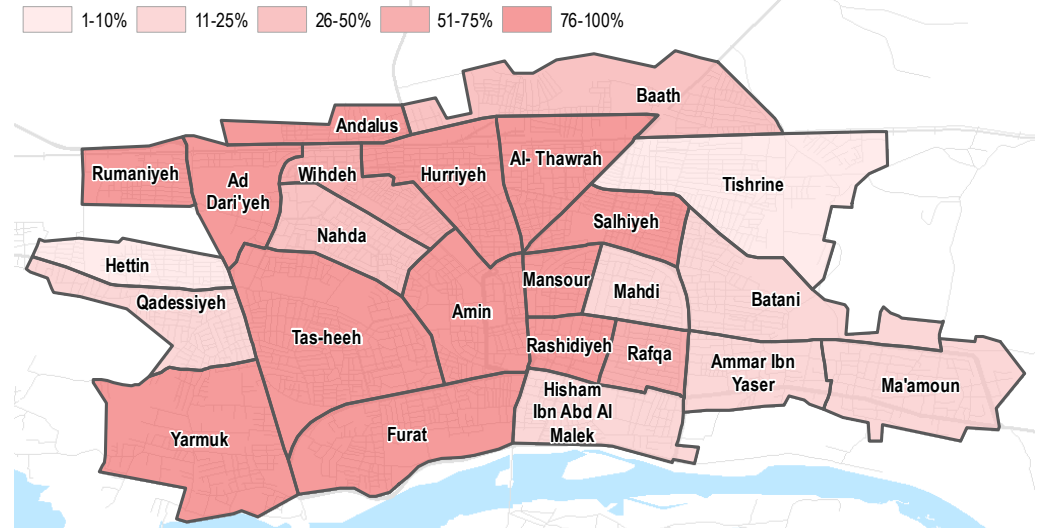 1-10% 11-25% 26-50% 51-75% 76-100%
Baath
Andalus
Al- Thawrah
Rumaniyeh
Ad
Dari'yeh
Wihdeh
Hurriyeh
Tishrine
Salhiyeh
Nahda
Hettin
Qadessiyeh
Mansour
Mahdi
Batani
Amin
Tas-heeh
Rashidiyeh
Rafqa
Ammar Ibn
Yaser
Ma'amoun
Hisham
Ibn Abd Al
Malek
Yarmuk
Furat